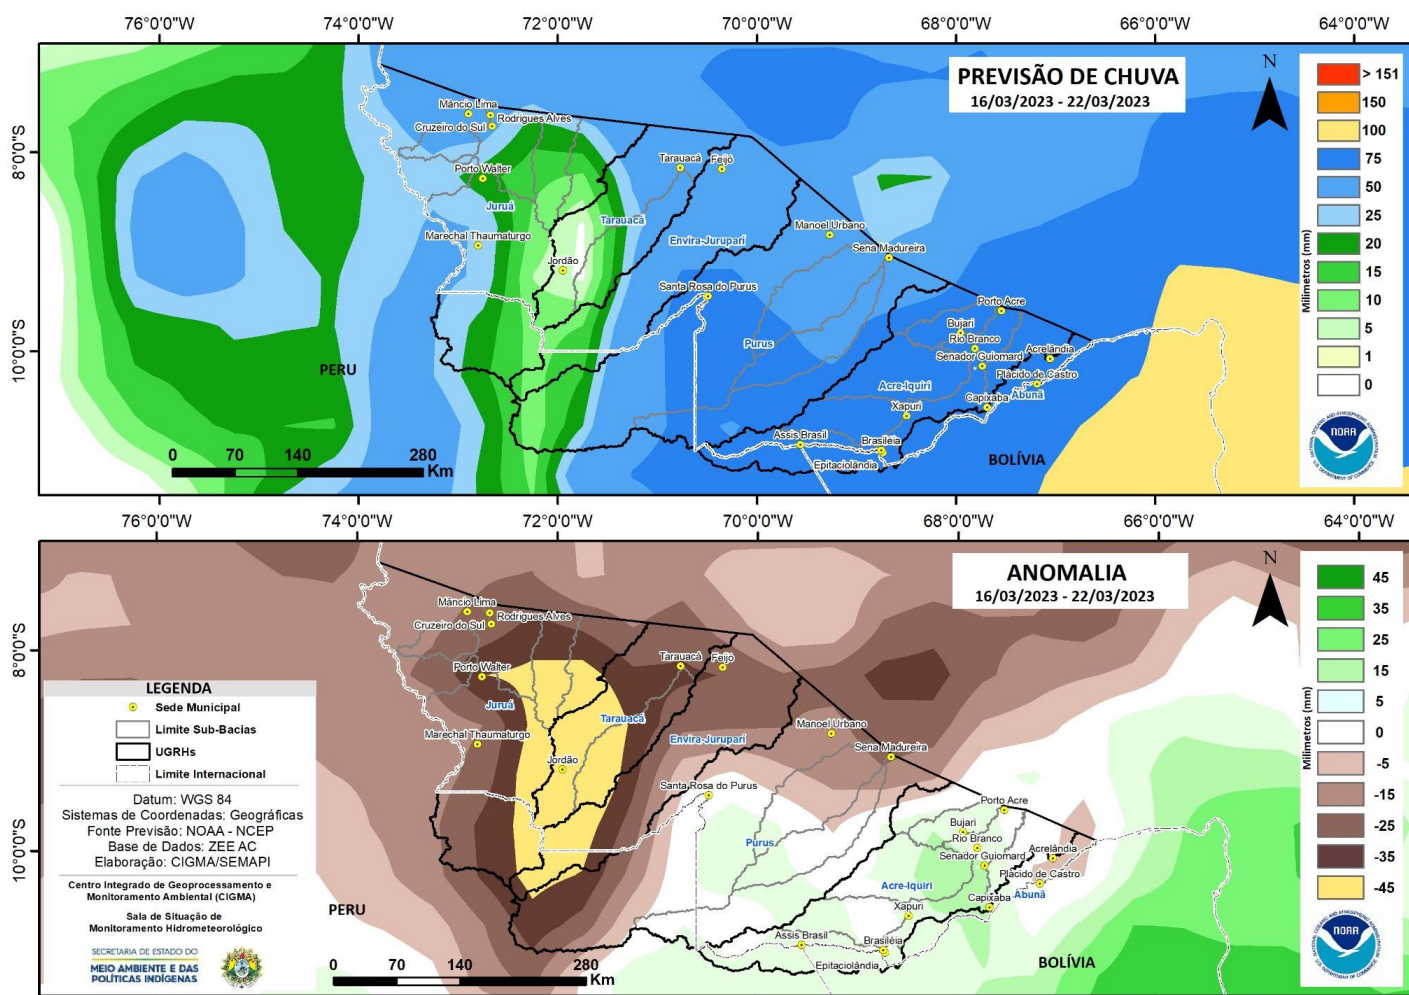 76°0'0"W 74°0'0"W 72°0'0"W 70°0'0"W 68°0'0"W 66°0'0"W 64°0'0"W
PREVISÃO DE CHUVA
16/03/2023 - 22/03/2023
N
> 151
150
100
75
50
25
20
15
10
5
1
0
Milímetros (mm)
NOAA
8°0'0"S
10°0'0"S
Mâncio Lima
Rodrigues Alves
Cruzeiro do Sul
Porto Walter
Juruá
Marechal Thaumaturgo
Jordão
Tarauacá
Feijó
Tarauacá
Envira-Jurupari
Manoel Urbano
Sena Madureira
Santa Rosa do Purus
Purus
Porto Acre
Bujari
Rio Branco
Senador Guiomard
Acrelândia
Plácido de Castro
Acre-Iquiri
Capixaba
Abunã
Xapuri
Assis Brasil
Brasiléia
Epitaciolândia
PERU
BOLÍVIA
0 70 140 280
Km
76°0'0"W 74°0'0"W 72°0'0"W 70°0'0"W 68°0'0"W 66°0'0"W 64°0'0"W
ANOMALIA
16/03/2023 - 22/03/2023
N
45
35
25
15
5
0
-5
-15
-25
-35
-45
Milímetros (mm)
NOAA
8°0'0"S
10°0'0"S
Mâncio Lima
Rodrigues Alves
Cruzeiro do Sul
Porto Walter
Juruá
Marechal Thaumaturgo
Jordão
Tarauacá
Feijó
Tarauacá
Envira-Jurupari
Manoel Urbano
Sena Madureira
Santa Rosa do Purus
Purus
Porto Acre
Bujari
Rio Branco
Senador Guiomard
Acrelândia
Plácido de Castro
Acre-Iquiri
Capixaba
Abunã
Xapuri
Assis Brasil
Brasiléia
Epitaciolândia
PERU
BOLÍVIA
0 70 140 280
Km
LEGENDA
Sede Municipal
Limite Sub-Bacias
UGRHs
Limite Internacional
Datum: WGS 84
Sistemas de Coordenadas: Geográficas
Fonte Previsão: NOAA - NCEP
Base de Dados: ZEE AC
Elaboração: CIGMA/SEMAPI
Centro Integrado de Geoprocessamento e
Monitoramento Ambiental (CIGMA)
Sala de Situação de
Monitoramento Hidrometeorológico
SECRETARIA DE ESTADO DO
MEIO AMBIENTE E DAS
POLÍTICAS INDÍGENAS